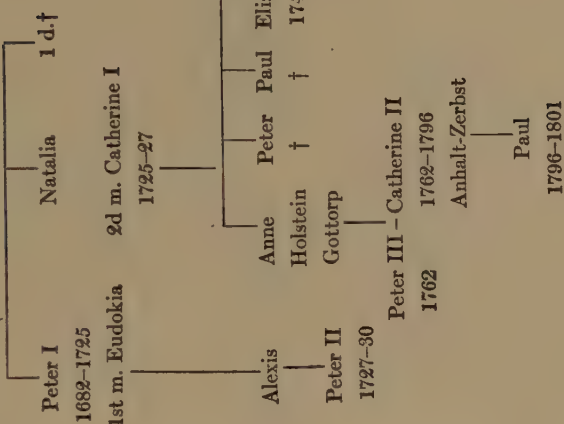 Peter I
1682–1725
1st m. Eudokia
Natalia
1 d.†
2d m. Catherine I
1725–27
Alexis
Peter II
1727–30
Anne
Holstein
Gottorp
Peter
†
Paul
†
Peter III – Catherine II
1762
1762–1796
Anhalt-Zerbst
Paul
1796–1801